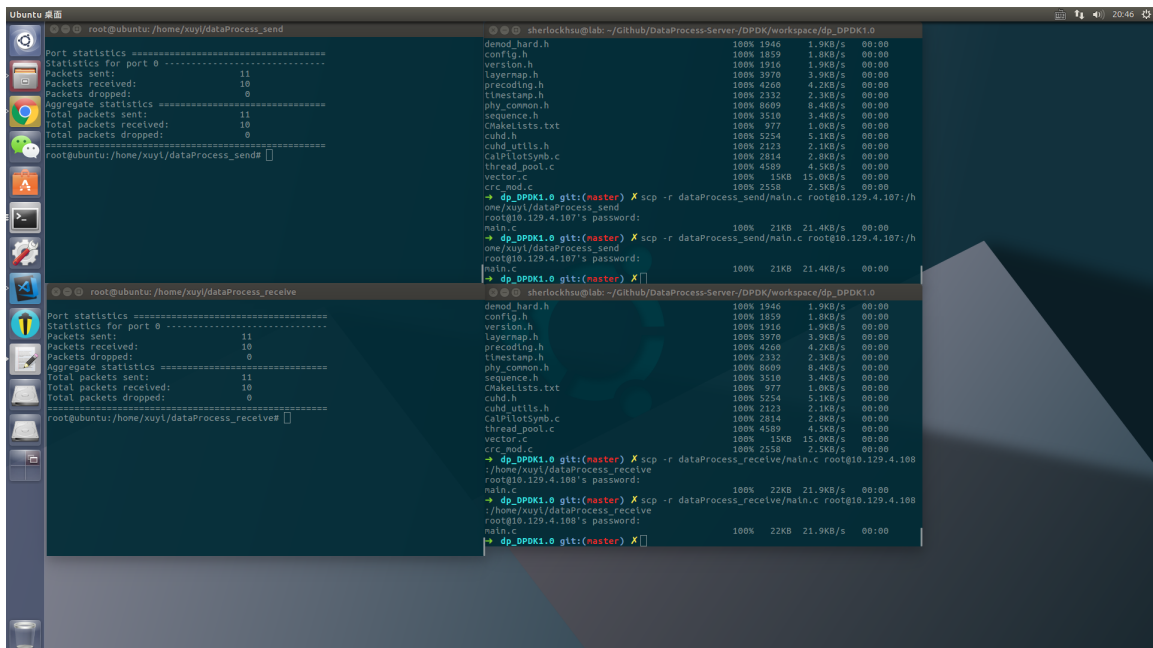 Ubuntu 桌面
20:46
root@ubuntu: /home/xuyi/dataProcess_send
Port statistics ====================================
Statistics for port 0 ------------------------------
Packets sent: 11
Packets received: 10
Packets dropped: 0
Aggregate statistics ===============================
Total packets sent: 11
Total packets received: 10
Total packets dropped: 0
====================================================
root@ubuntu:/home/xuyi/dataProcess_send#
sherlockhsu@lab: ~/Github/DataProcess-Server-/DPDK/workspace/dp_DPDK1.0
demod_hard.h 100% 1946 1.9KB/s 00:00
config.h 100% 1859 1.8KB/s 00:00
version.h 100% 1916 1.9KB/s 00:00
layermap.h 100% 3970 3.9KB/s 00:00
precoding.h 100% 4260 4.2KB/s 00:00
timestamp.h 100% 2332 2.3KB/s 00:00
phy_common.h 100% 8609 8.4KB/s 00:00
sequence.h 100% 3510 3.4KB/s 00:00
CMakeLists.txt 100% 977 1.0KB/s 00:00
cuhd.h 100% 5254 5.1KB/s 00:00
cuhd_utils.h 100% 2123 2.1KB/s 00:00
CalPilotSymb.c 100% 2814 2.8KB/s 00:00
thread_pool.c 100% 4589 4.5KB/s 00:00
vector.c 100% 15KB 15.0KB/s 00:00
crc_mod.c 100% 2558 2.5KB/s 00:00
→ dp_DPDK1.0 git:(master) ✗ scp -r dataProcess_send/main.c root@10.129.4.107:/h
ome/xuyi/dataProcess_send
root@10.129.4.107's password:
main.c 100% 21KB 21.4KB/s 00:00
→ dp_DPDK1.0 git:(master) ✗ scp -r dataProcess_send/main.c root@10.129.4.107:/h
ome/xuyi/dataProcess_send
root@10.129.4.107's password:
main.c 100% 21KB 21.4KB/s 00:00
→ dp_DPDK1.0 git:(master) ✗
root@ubuntu: /home/xuyi/dataProcess_receive
Port statistics ====================================
Statistics for port 0 ------------------------------
Packets sent: 11
Packets received: 10
Packets dropped: 0
Aggregate statistics ===============================
Total packets sent: 11
Total packets received: 10
Total packets dropped: 0
====================================================
root@ubuntu:/home/xuyi/dataProcess_receive#
sherlockhsu@lab: ~/Github/DataProcess-Server-/DPDK/workspace/dp_DPDK1.0
demod_hard.h 100% 1946 1.9KB/s 00:00
config.h 100% 1859 1.8KB/s 00:00
version.h 100% 1916 1.9KB/s 00:00
layermap.h 100% 3970 3.9KB/s 00:00
precoding.h 100% 4260 4.2KB/s 00:00
timestamp.h 100% 2332 2.3KB/s 00:00
phy_common.h 100% 8609 8.4KB/s 00:00
sequence.h 100% 3510 3.4KB/s 00:00
CMakeLists.txt 100% 977 1.0KB/s 00:00
cuhd.h 100% 5254 5.1KB/s 00:00
cuhd_utils.h 100% 2123 2.1KB/s 00:00
CalPilotSymb.c 100% 2814 2.8KB/s 00:00
thread_pool.c 100% 4589 4.5KB/s 00:00
vector.c 100% 15KB 15.0KB/s 00:00
crc_mod.c 100% 2558 2.5KB/s 00:00
→ dp_DPDK1.0 git:(master) ✗ scp -r dataProcess_receive/main.c root@10.129.4.108
:/home/xuyi/dataProcess_receive
root@10.129.4.108's password:
main.c 100% 22KB 21.9KB/s 00:00
→ dp_DPDK1.0 git:(master) ✗ scp -r dataProcess_receive/main.c root@10.129.4.108
:/home/xuyi/dataProcess_receive
root@10.129.4.108's password:
main.c 100% 22KB 21.9KB/s 00:00
→ dp_DPDK1.0 git:(master) ✗